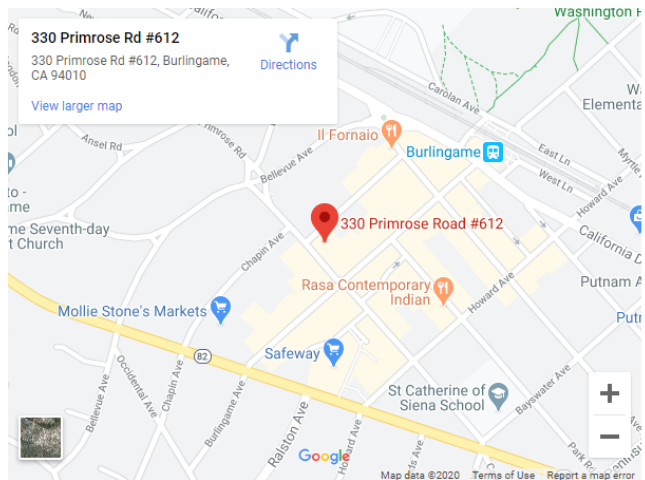 330 Primrose Rd #612
330 Primrose Rd #612, Burlingame,
CA 94010
Directions
View larger map
Washington
Carolan Ave
Elementa
Ansel Rd
Primrose Rd
Bellevue Ave
Il Fornaio
Burlingame
East Ln
West Ln
Myrtle
Howard Ave
330 Primrose Road #612
California D
me Seventh-day
t Church
Chapin Ave
Rasa Contemporary
Indian
Howard Ave
Putnam A
Mollie Stone's Markets
Putn
82
Safeway
Occidental Ave
Chapin Ave
Bellevue Ave
Burlingame Ave
Ralston Ave
St Catherine of
Siena School
Bayswater Ave
Park
Howard Ave
Google
Map data ©2020 Terms of Use Report a map error